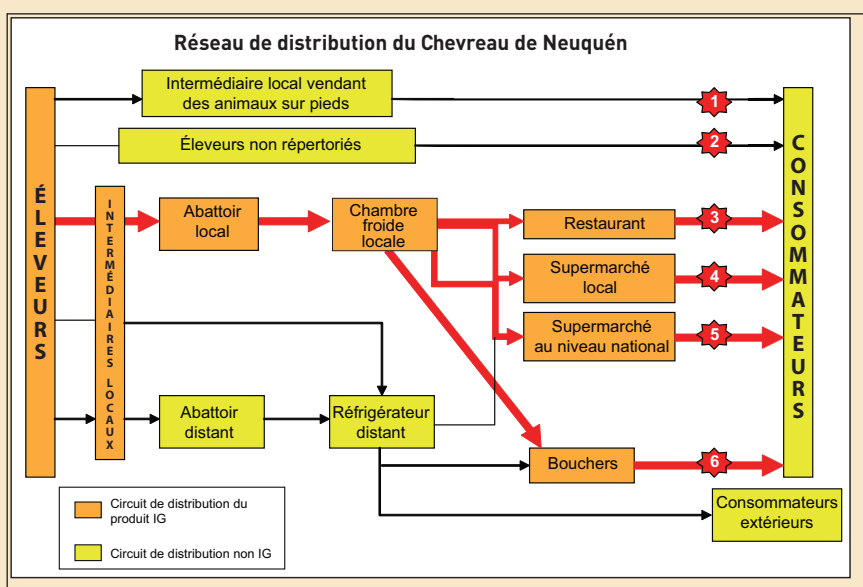 Réseau de distribution du Chevreau de Neuquén
Intermédiaire local vendant
des animaux sur pieds
1
Éleveurs non répertoriés
2
ÉLEVEURS
INTERMÉDIAIRES LOCAUX
Abattoir
local
Chambre
froide
locale
Restaurant
3
Supermarché
local
4
Supermarché
au niveau national
5
CONSOMMATEURS
Abattoir
distant
Réfrigérateur
distant
Bouchers
6
Circuit de distribution du
produit IG
Circuit de distribution non IG
Consommateurs
extérieurs